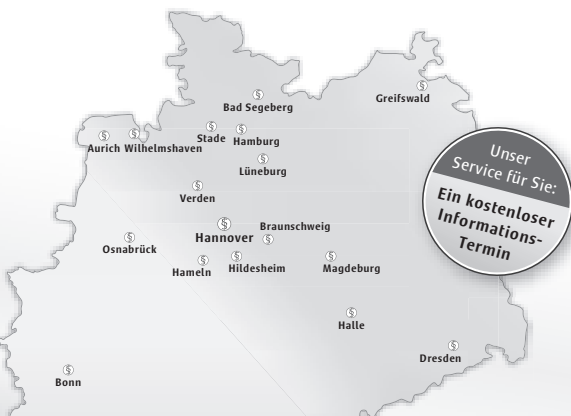 Bad Segeberg
Greifswald
Aurich
Wilhelmshaven
Stade
Hamburg
Lüneburg
Verden
Hannover
Braunschweig
Osnabrück
Hameln
Hildesheim
Magdeburg
Halle
Dresden
Bonn
Unser
Service für Sie:
Ein kostenloser
Informations-
Termin